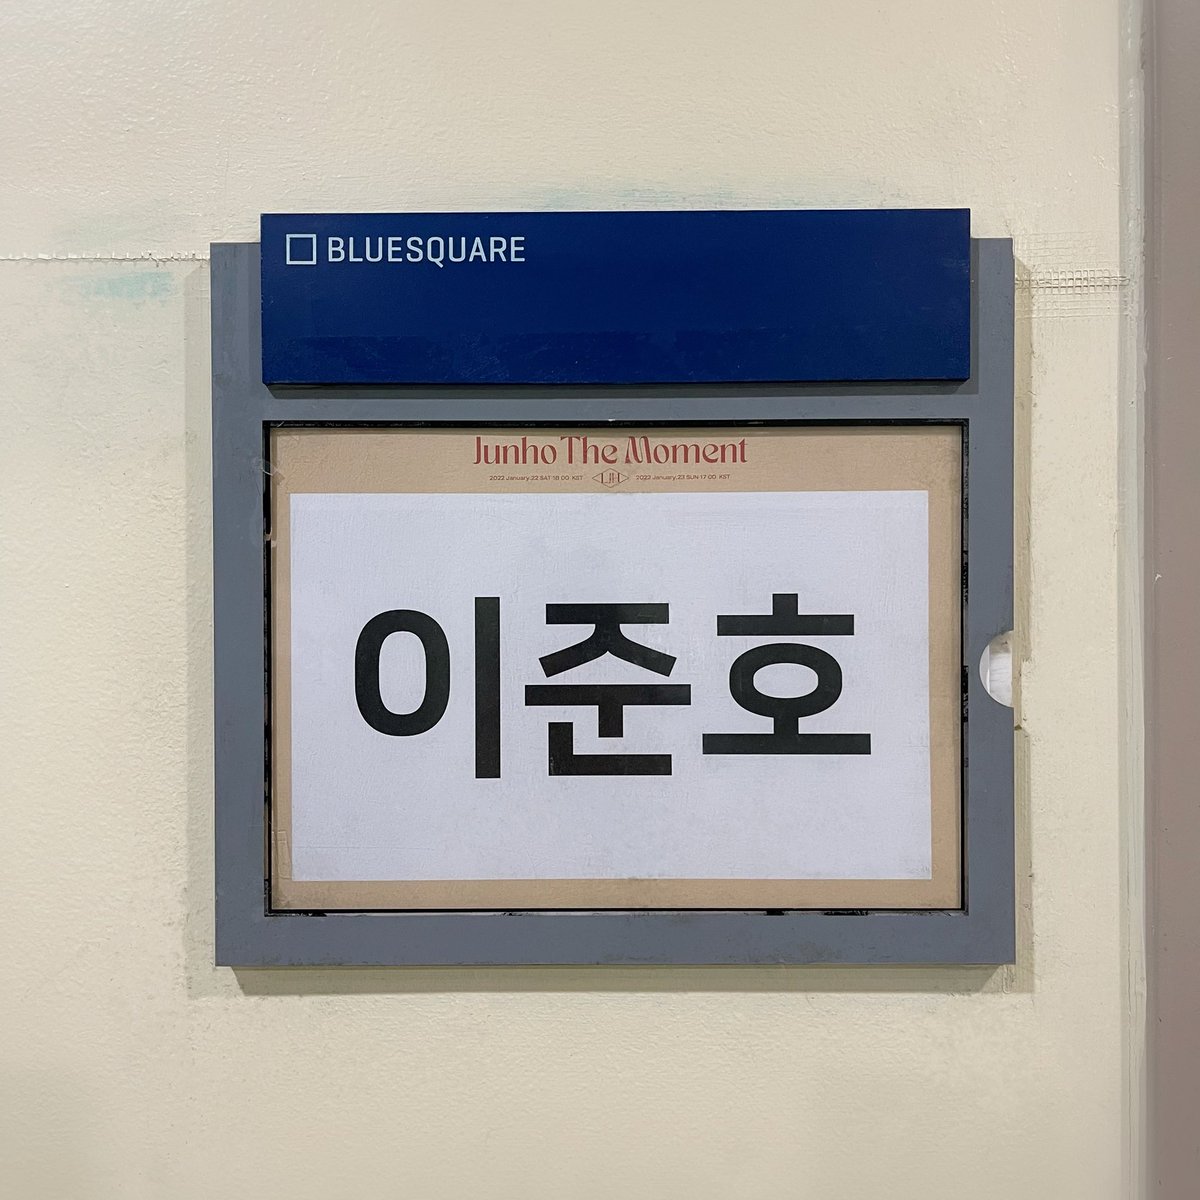 BLUESQUARE
Junho The Moment
2022 January.22 SAT 18:00 KST LJH 2022 January.23 SUN 17:00 KST
이준호